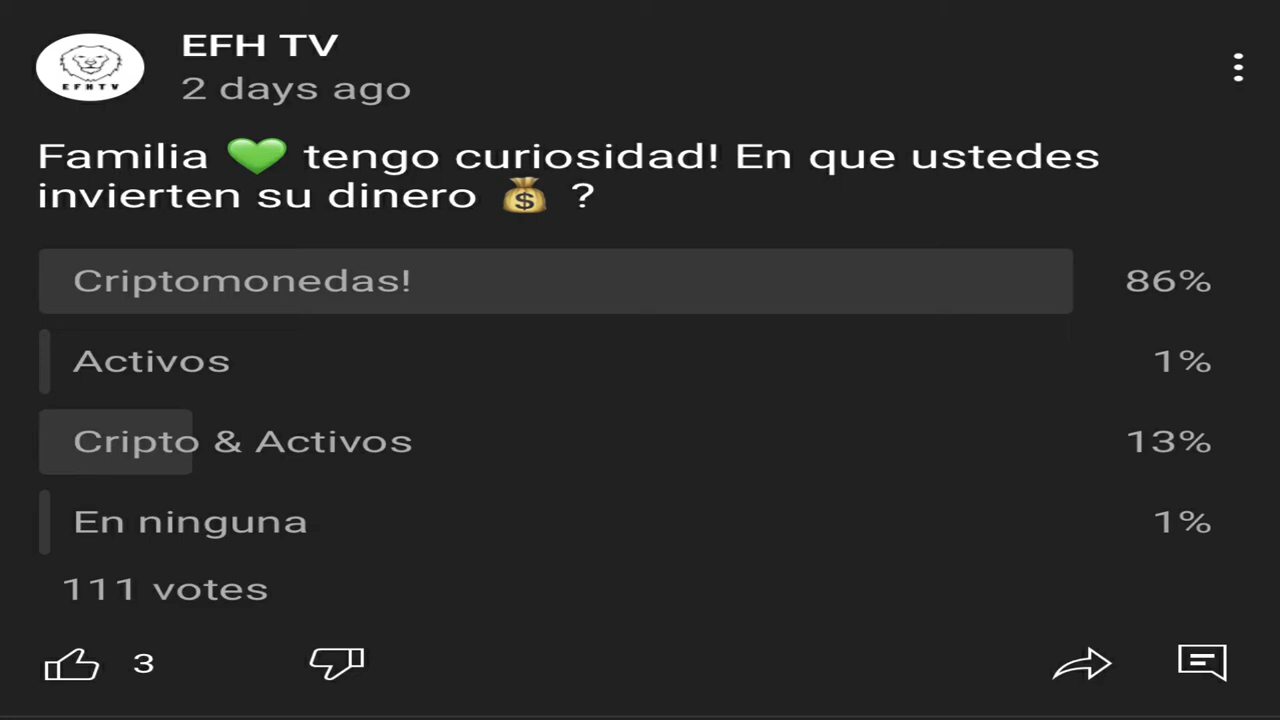 EFH TV
EFHTV
2 days ago
Familia 💚 tengo curiosidad! En que ustedes
invierten su dinero 💰 ?
Criptomonedas! 86%
Activos 1%
Cripto & Activos 13%
En ninguna 1%
111 votes
3